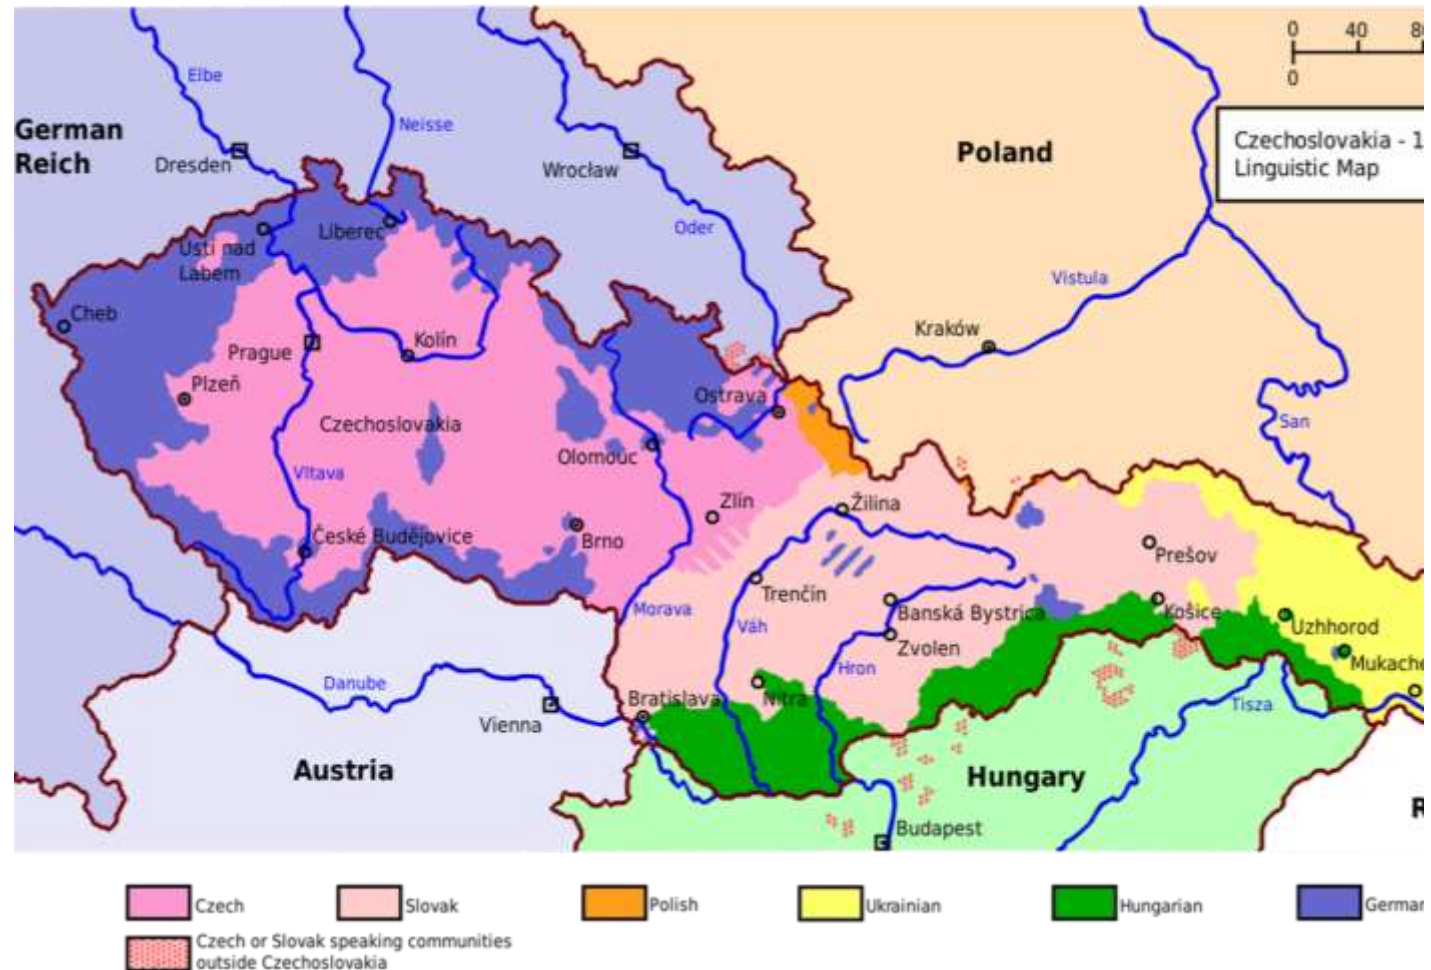 0 40
0
Elbe
German
Reich
Neisse
Dresden
Wrocław
Poland
Czechoslovakia - 1
Linguistic Map
Oder
Liberec
Ústí nad
Labem
Vistula
Cheb
Kraków
Prague
Kolín
Plzeň
Ostrava
Czechoslovakia
San
Olomouc
Vltava
Zlín
Žilina
České Budějovice
Brno
Prešov
Trenčín
Morava
Banská Bystrica
Košice
Váh
Uzhhorod
Zvolen
Mukache
Hron
Danube
Bratislava
Nitra
Tisza
Vienna
Austria
Hungary
R
Budapest
Czech
Slovak
Polish
Ukrainian
Hungarian
German
Czech or Slovak speaking communities
outside Czechoslovakia